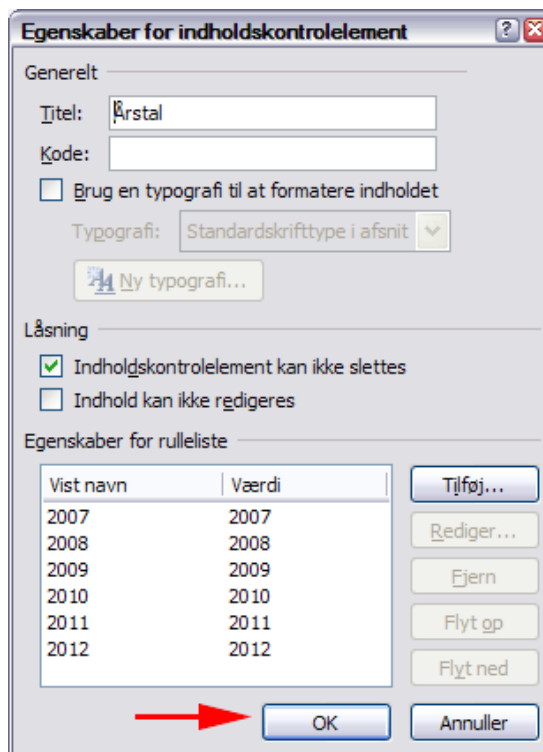 Egenskaber for indholdskontrolelement
Generelt
Titel: Årstal
Kode:
Brug en typografi til at formatere indholdet
Typografi: Standardskrifttype i afsnit
Ny typografi...
Låsning
Indholdskontrolelement kan ikke slettes
Indhold kan ikke redigeres
Egenskaber for rulleliste
Vist navn Værdi Tilføj...
2007 2007
2008 2008 Rediger...
2009 2009
2010 2010 Fjern
2011 2011 Flyt op
2012 2012
Flyt ned
OK Annuller